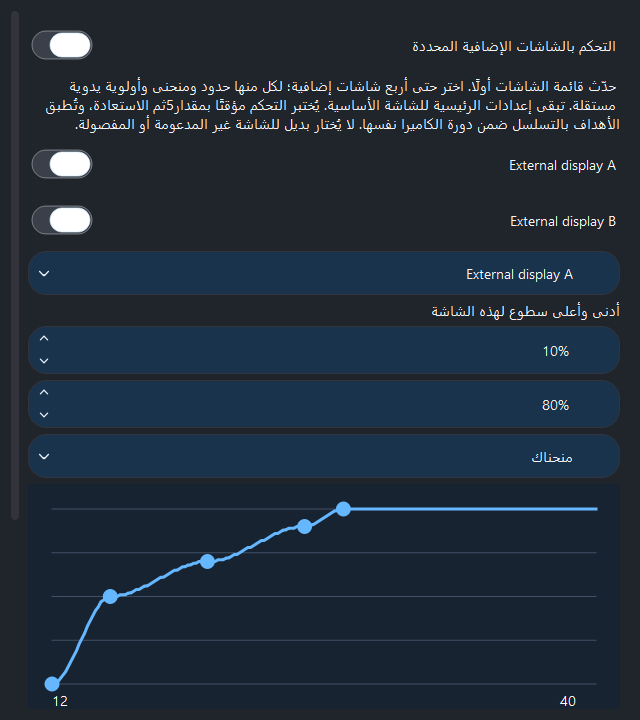 التحكم بالشاشات الإضافية المحددة
حدّث قائمة الشاشات أولًا. اختر حتى أربع شاشات إضافية؛ لكل منها حدود ومنحنى وأولوية يدوية
مستقلة. تبقى إعدادات الرئيسية للشاشة الأساسية. يُختبر التحكم مؤقتًا بمقدار5ثم الاستعادة، وتُطبق
الأهداف بالتسلسل ضمن دورة الكاميرا نفسها. لا يُختار بديل للشاشة غير المدعومة أو المفصولة.
External display A
External display B
External display A
أدنى وأعلى سطوع لهذه الشاشة
10%
80%
منحناك
12
40